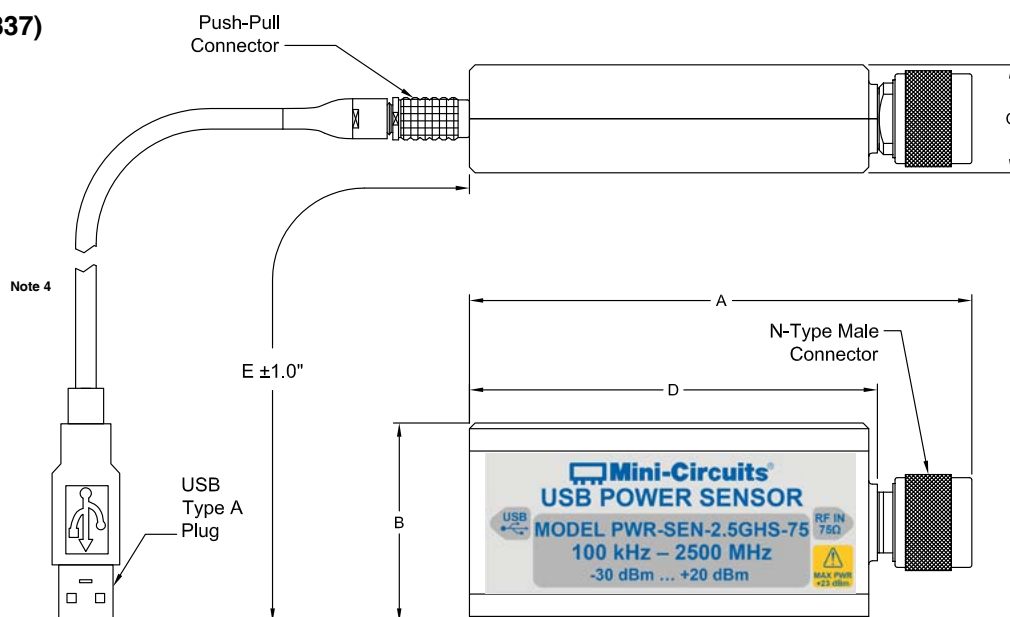 337)
Push-Pull
Connector
Note 4
A
N-Type Male
Connector
E ±1.0"
D
USB
Type A
Plug
B
Mini-Circuits®
USB POWER SENSOR
USB
MODEL PWR-SEN-2.5GHS-75
RF IN
75Ω
100 kHz – 2500 MHz
-30 dBm ... +20 dBm
MAX PWR
+23 dBm